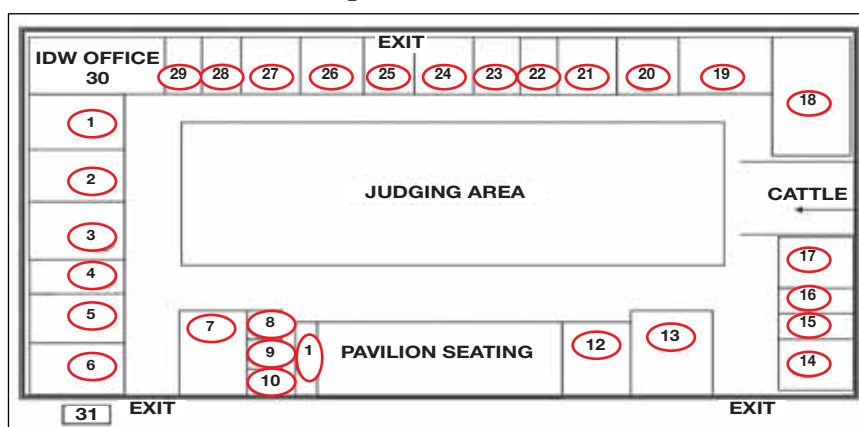 EXIT
IDW OFFICE
30
29 28 27 26 25 24 23 22 21 20 19
18
1
2
JUDGING AREA
CATTLE
3
4
5
6
17
16
15
14
7
8
9
10
1
PAVILION SEATING
12
13
31
EXIT
EXIT